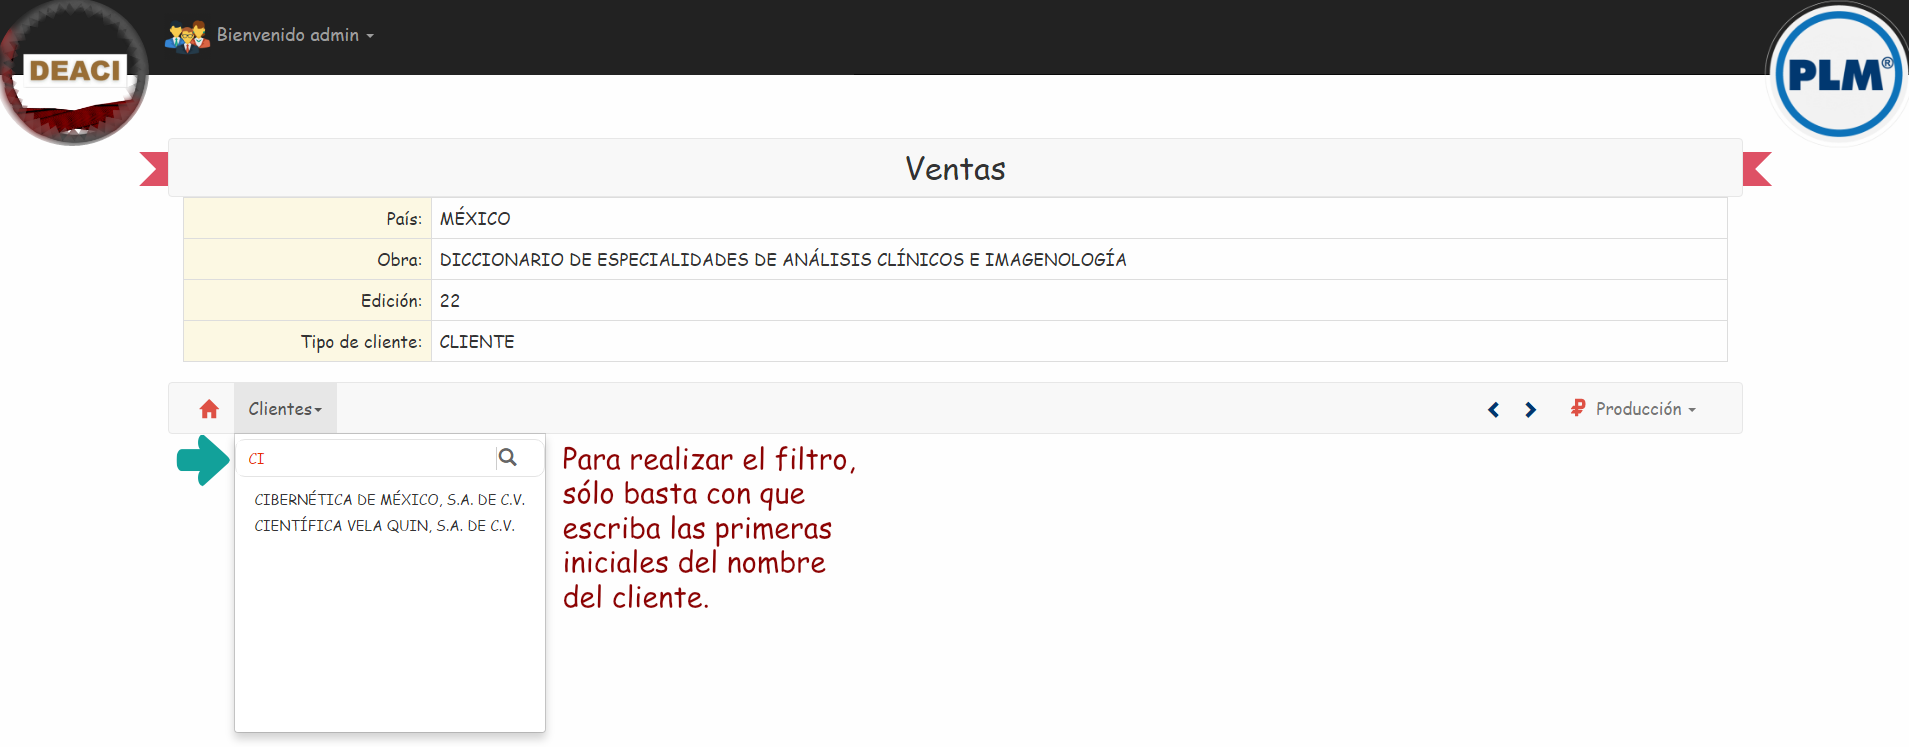 Bienvenido admin
DEACI
PLM®
Ventas
País: MÉXICO
Obra: DICCIONARIO DE ESPECIALIDADES DE ANÁLISIS CLÍNICOS E IMAGENOLOGÍA
Edición: 22
Tipo de cliente: CLIENTE
Clientes
Producción
CI
CIBERNÉTICA DE MÉXICO, S.A. DE C.V.
CIENTÍFICA VELA QUIN, S.A. DE C.V.
Para realizar el filtro,
sólo basta con que
escriba las primeras
iniciales del nombre
del cliente.